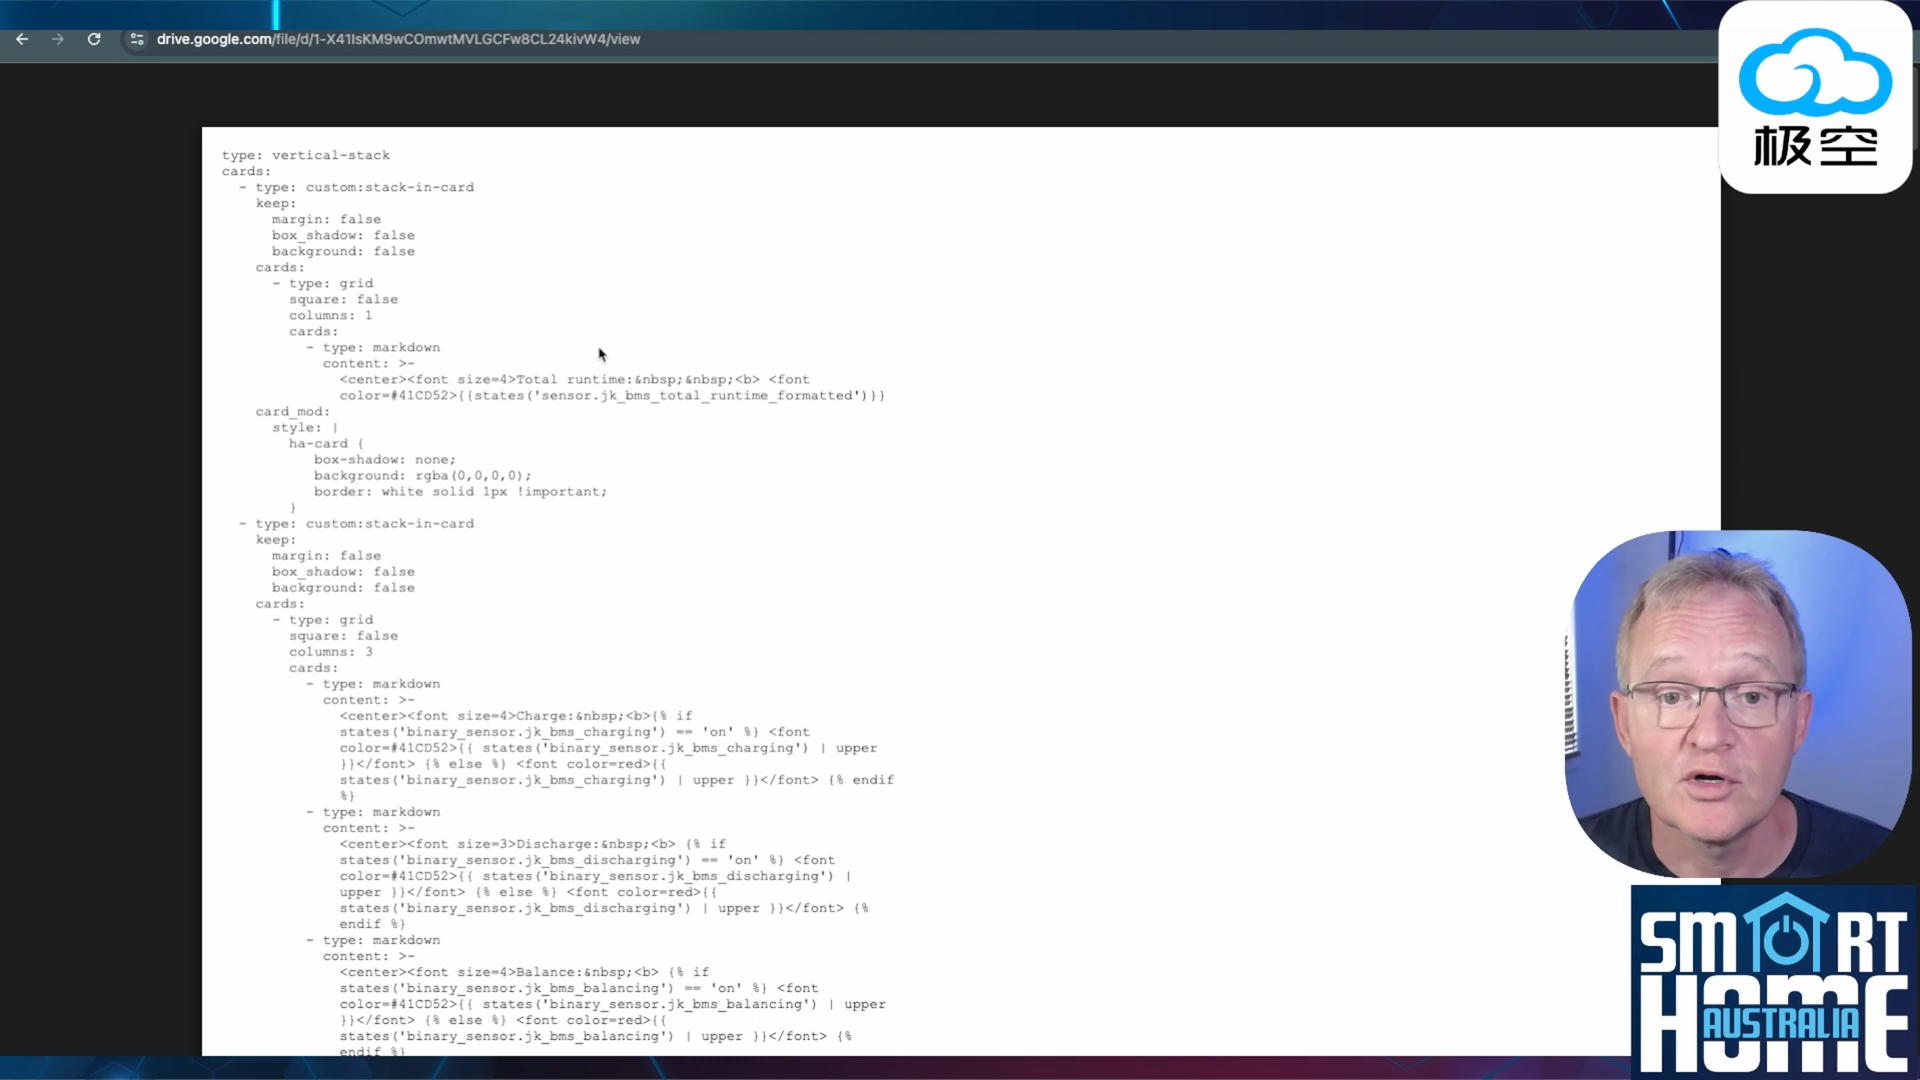 drive.google.com/file/d/1-X41IsKM9wCOmwtMVLGCFw8CL24kivW4/view
极空
type: vertical-stack
cards:
  - type: custom:stack-in-card
    keep:
      margin: false
      box_shadow: false
      background: false
    cards:
      - type: grid
        square: false
        columns: 1
        cards:
          - type: markdown
            content: >-
              <center><font size=4>Total runtime:&nbsp;&nbsp;<b> <font
              color=#41CD52>{{states('sensor.jk_bms_total_runtime_formatted')}}
    card_mod:
      style: |
        ha-card {
           box-shadow: none;
           background: rgba(0,0,0,0);
           border: white solid 1px !important;
        }
  - type: custom:stack-in-card
    keep:
      margin: false
      box_shadow: false
      background: false
    cards:
      - type: grid
        square: false
        columns: 3
        cards:
          - type: markdown
            content: >-
              <center><font size=4>Charge:&nbsp;<b>{% if
              states('binary_sensor.jk_bms_charging') == 'on' %} <font
              color=#41CD52>{{ states('binary_sensor.jk_bms_charging') | upper
              }}</font> {% else %} <font color=red>{{
              states('binary_sensor.jk_bms_charging') | upper }}</font> {% endif
              %}
          - type: markdown
            content: >-
              <center><font size=3>Discharge:&nbsp;<b> {% if
              states('binary_sensor.jk_bms_discharging') == 'on' %} <font
              color=#41CD52>{{ states('binary_sensor.jk_bms_discharging') |
              upper }}</font> {% else %} <font color=red>{{
              states('binary_sensor.jk_bms_discharging') | upper }}</font> {%
              endif %}
          - type: markdown
            content: >-
              <center><font size=4>Balance:&nbsp;<b> {% if
              states('binary_sensor.jk_bms_balancing') == 'on' %} <font
              color=#41CD52>{{ states('binary_sensor.jk_bms_balancing') | upper
              }}</font> {% else %} <font color=red>{{
              states('binary_sensor.jk_bms_balancing') | upper }}</font> {%
              endif %}
SMART
HOME
AUSTRALIA